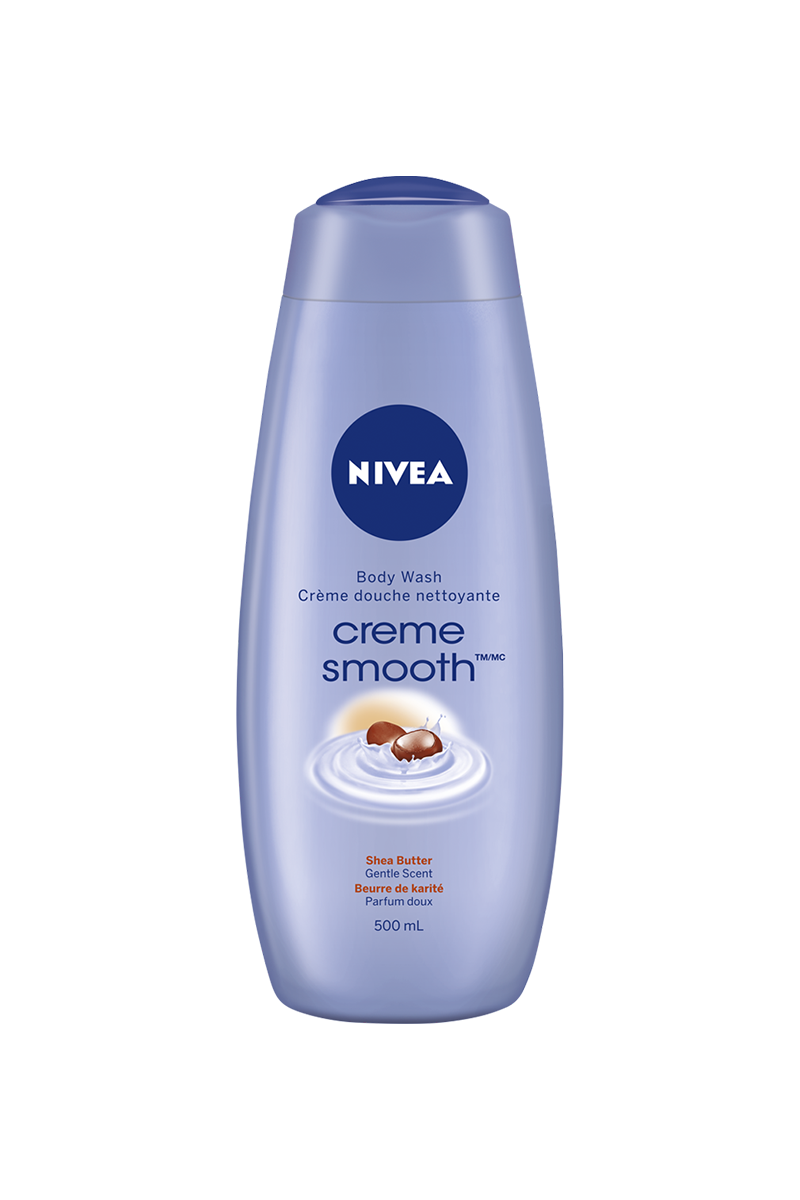 NIVEA
Body Wash
Crème douche nettoyante
creme
smooth™/MC
Shea Butter
Gentle Scent
Beurre de karité
Parfum doux
500 mL